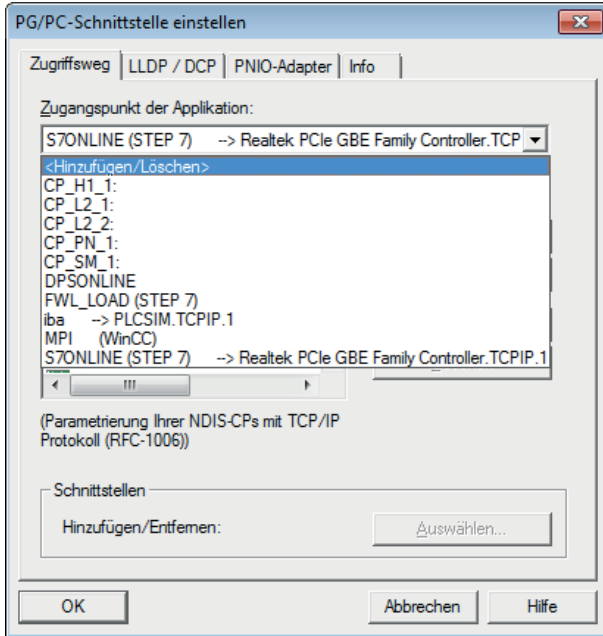 PG/PC-Schnittstelle einstellen
Zugriffsweg LLDP / DCP PNIO-Adapter Info
Zugangspunkt der Applikation:
S7ONLINE (STEP 7) --> Realtek PCIe GBE Family Controller.TCP
<Hinzufügen/Löschen>
CP_H1_1:
CP_L2_1:
CP_L2_2:
CP_PN_1:
CP_SM_1:
DPSONLINE
FWL_LOAD (STEP 7)
iba --> PLCSIM.TCPIP.1
MPI (WinCC)
S7ONLINE (STEP 7) --> Realtek PCIe GBE Family Controller.TCPIP.1
(Parametrierung Ihrer NDIS-CPs mit TCP/IP
Protokoll (RFC-1006))
Schnittstellen
Hinzufügen/Entfernen: Auswählen...
OK Abbrechen Hilfe